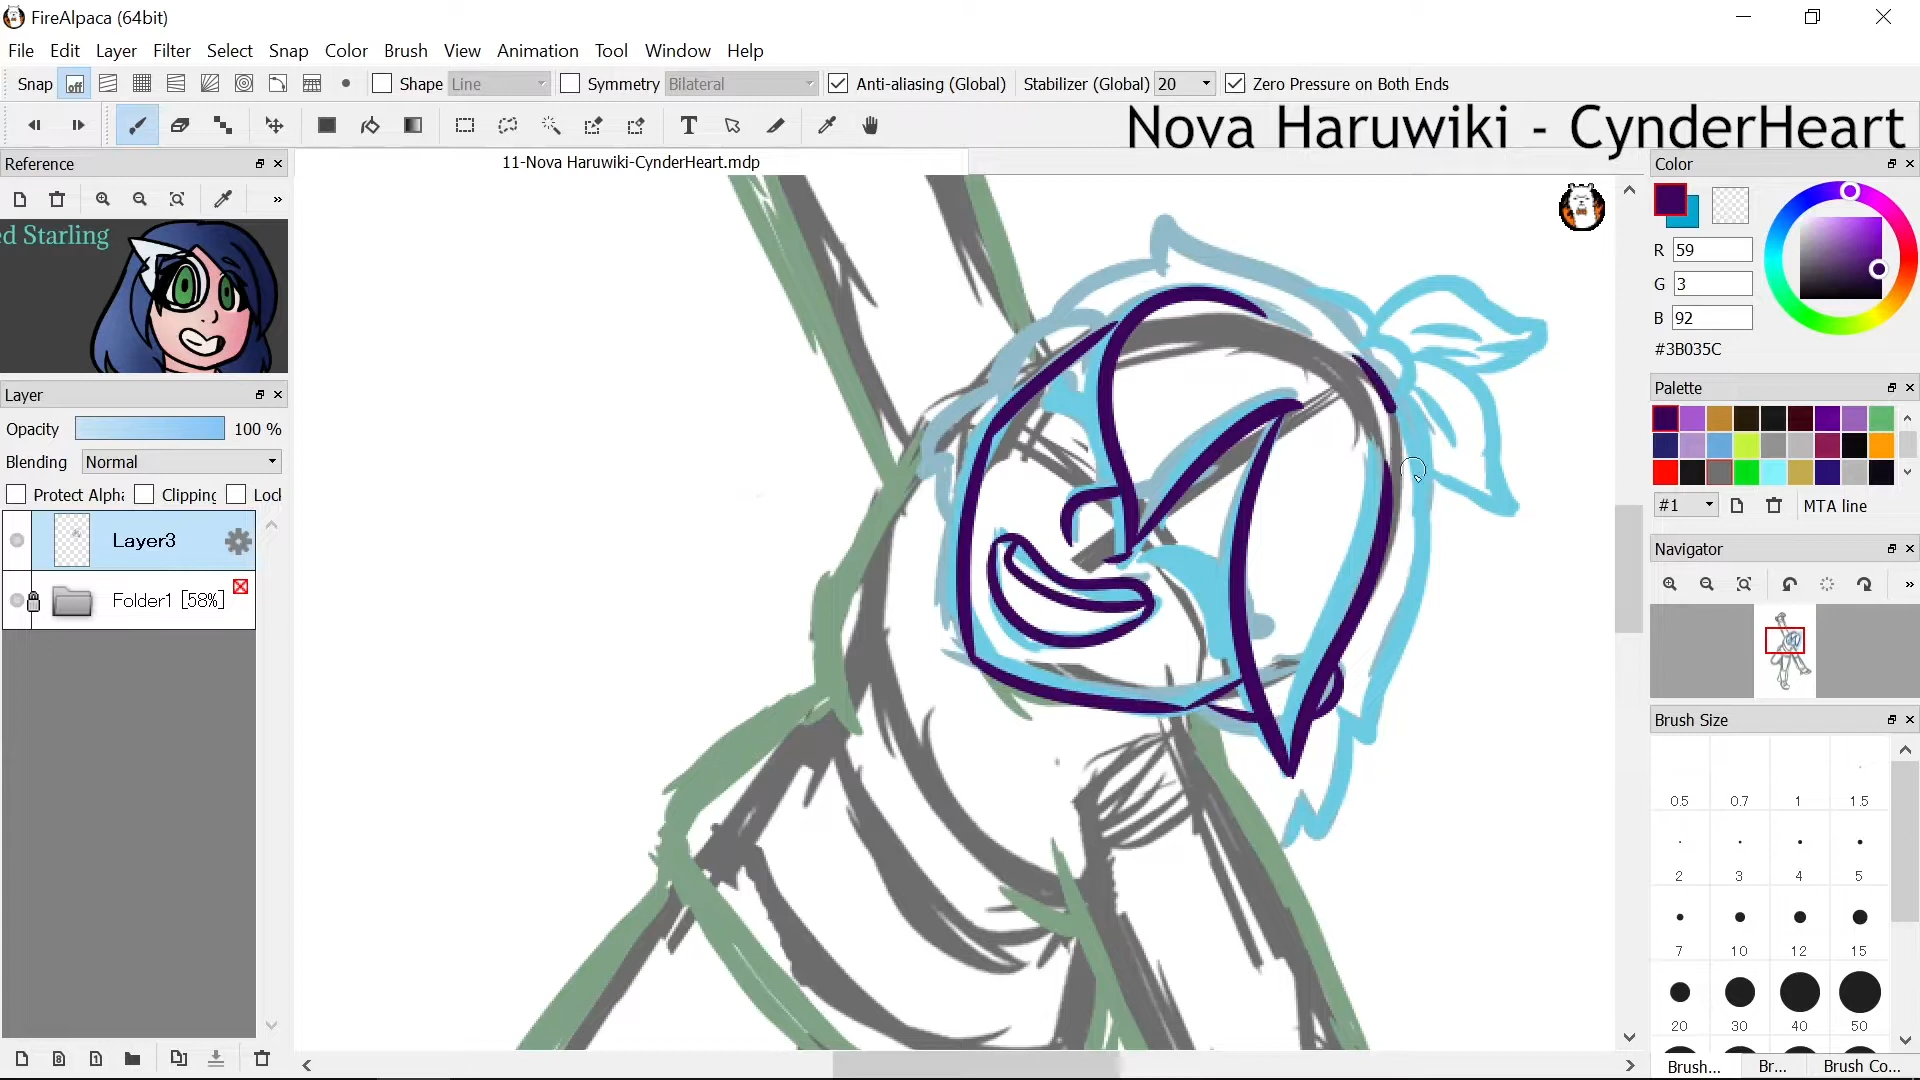 FireAlpaca (64bit)
File Edit Layer Filter Select Snap Color Brush View Animation Tool Window Help
Snap off Shape Line Symmetry Bilateral Anti-aliasing (Global) Stabilizer (Global) 20 Zero Pressure on Both Ends
T Nova Haruwiki - CynderHeart
Reference 11-Nova Haruwiki-CynderHeart.mdp Color
»
ed Starling
R 59
G 3
B 92
#3B035C
Layer Palette
Opacity 100 %
Blending Normal
Protect Alpha Clipping Lock
#1 MTA line
Layer3
Navigator
»
Folder1 [58%]
Brush Size
0.5 0.7 1 1.5
2 3 4 5
7 10 12 15
20 30 40 50
8 1
Brush... Br... Brush Co...